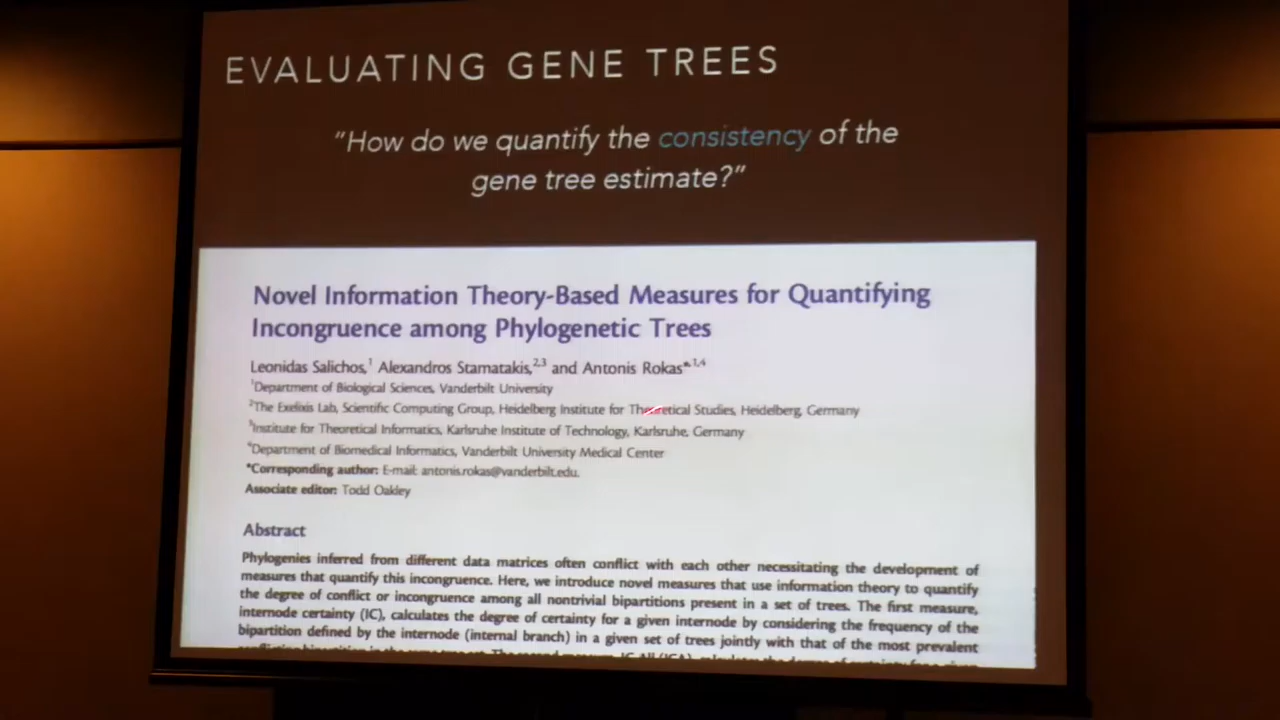 EVALUATING GENE TREES
"How do we quantify the consistency of the
gene tree estimate?"
Novel Information Theory-Based Measures for Quantifying
Incongruence among Phylogenetic Trees
Leonidas Salichos,1 Alexandros Stamatakis,2,3 and Antonis Rokas*,1,4
1Department of Biological Sciences, Vanderbilt University
2The Exelixis Lab, Scientific Computing Group, Heidelberg Institute for Theoretical Studies, Heidelberg, Germany
3Institute for Theoretical Informatics, Karlsruhe Institute of Technology, Karlsruhe, Germany
4Department of Biomedical Informatics, Vanderbilt University Medical Center
*Corresponding author: E-mail: antonis.rokas@vanderbilt.edu.
Associate editor: Todd Oakley
Abstract
Phylogenies inferred from different data matrices often conflict with each other necessitating the development of
measures that quantify this incongruence. Here, we introduce novel measures that use information theory to quantify
the degree of conflict or incongruence among all nontrivial bipartitions present in a set of trees. The first measure,
internode certainty (IC), calculates the degree of certainty for a given internode by considering the frequency of the
bipartition defined by the internode (internal branch) in a given set of trees jointly with that of the most prevalent